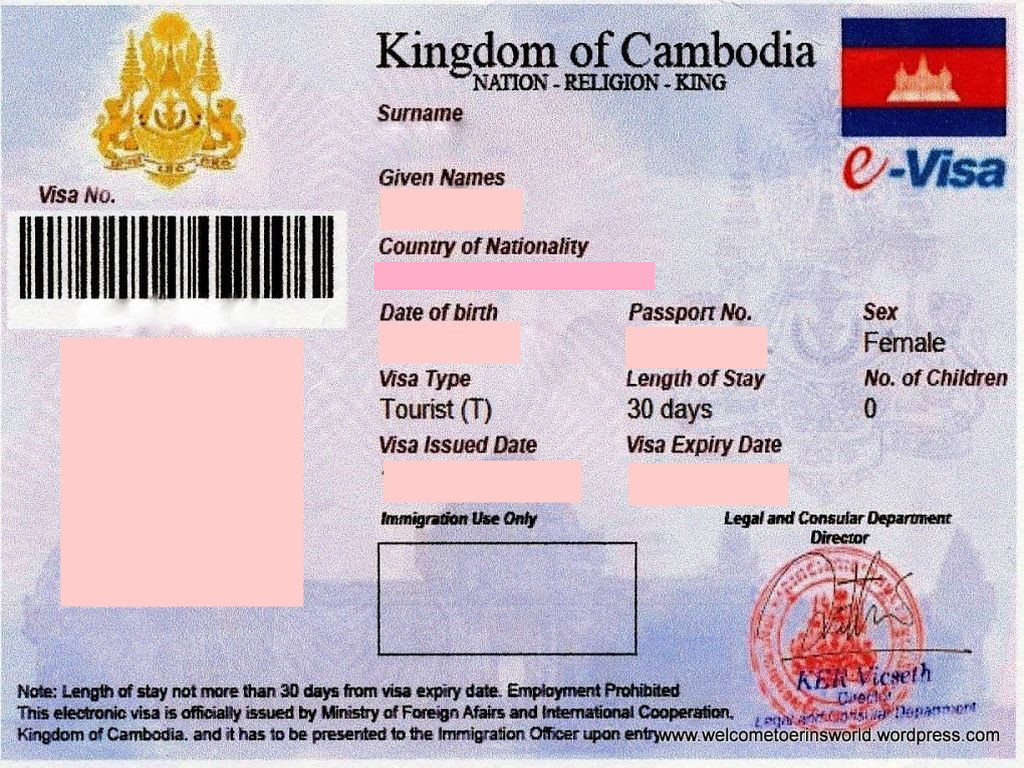 Kingdom of Cambodia
NATION - RELIGION - KING
e-Visa
Surname
Given Names
Visa No.
Country of Nationality
Date of birth
Passport No.
Sex
Female
Visa Type
Length of Stay
No. of Children
Tourist (T)
30 days
0
Visa Issued Date
Visa Expiry Date
Immigration Use Only
Legal and Consular Department
Director
KER Vicseth
Director
Legal and Consular Department
Note: Length of stay not more than 30 days from visa expiry date. Employment Prohibited
This electronic visa is officially issued by Ministry of Foreign Afairs and International Cooperation,
Kingdom of Cambodia. and it has to be presented to the Immigration Officer upon entry
www.welcometoerinsworld.wordpress.com